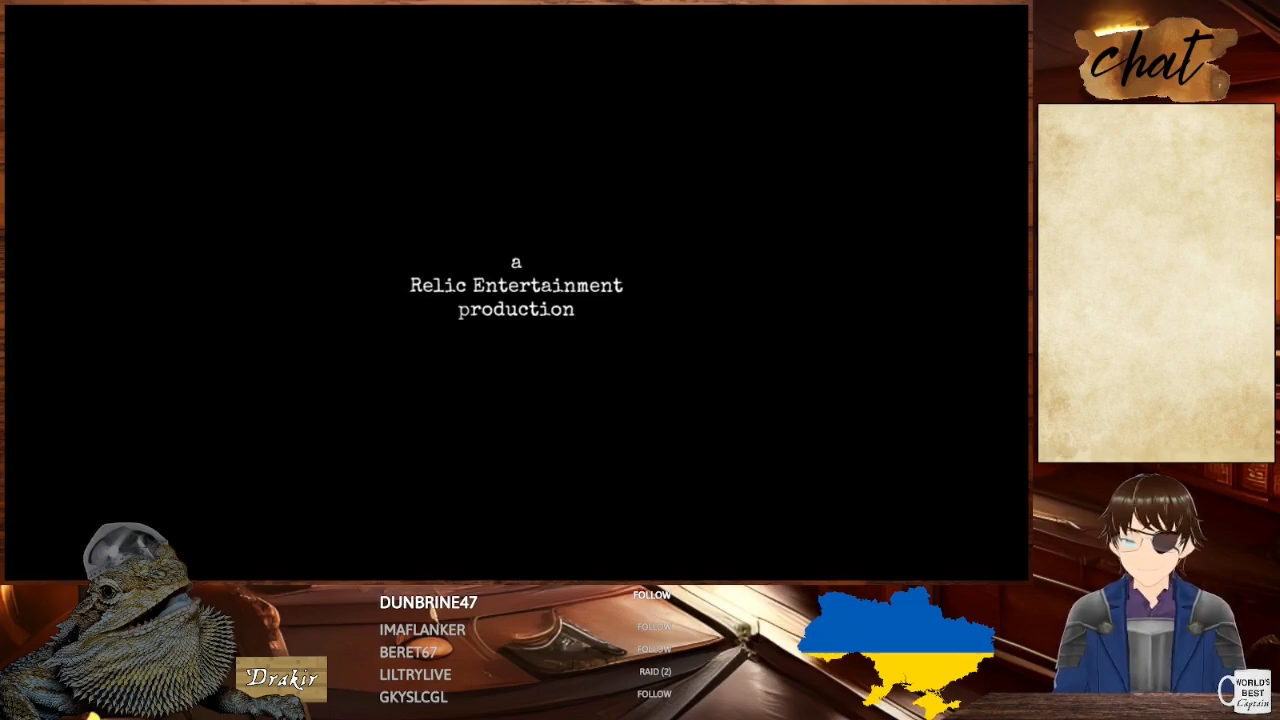 chat
a
Relic Entertainment
production
DUNBRINE47 FOLLOW
IMAFLANKER FOLLOW
BERET67 FOLLOW
LILTRYLIVE RAID (2)
GKYSLCGL FOLLOW
Drakir
WORLD'S
BEST
Captain